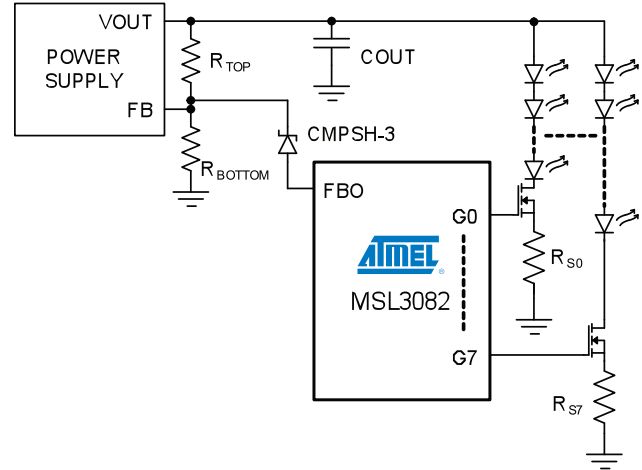 VOUT
POWER
SUPPLY
FB
R TOP
R BOTTOM
COUT
CMPSH-3
FBO
G0
ATMEL ®
MSL3082
G7
R S0
R S7